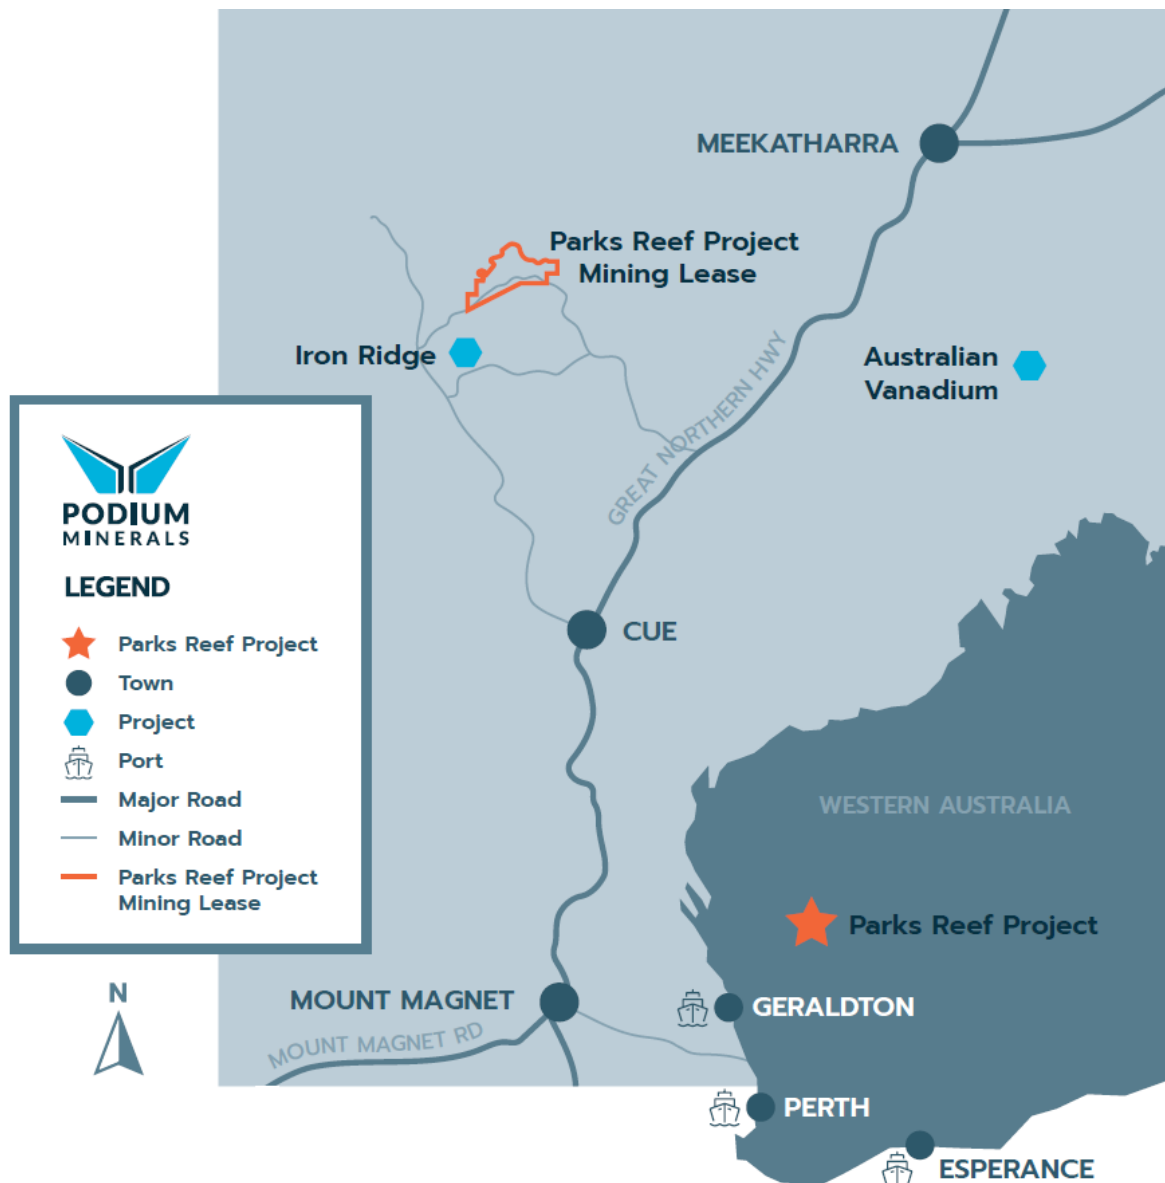 MEEKATHARRA
Parks Reef Project
Mining Lease
Iron Ridge
Australian
Vanadium
GREAT NORTHERN HWY
CUE
PODIUM
MINERALS
LEGEND
Parks Reef Project
Town
Project
Port
Major Road
Minor Road
Parks Reef Project
Mining Lease
N
MOUNT MAGNET
MOUNT MAGNET RD
WESTERN AUSTRALIA
Parks Reef Project
GERALDTON
PERTH
ESPERANCE